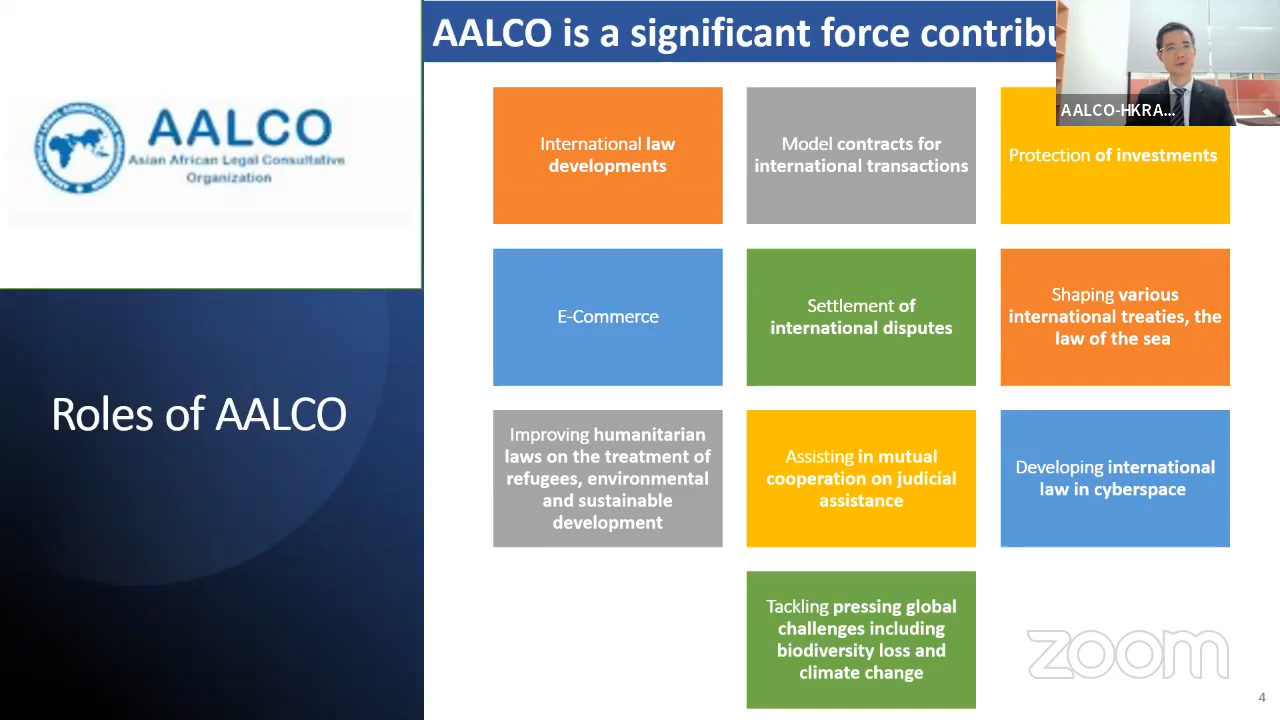 AALCO is a significant force contribu
AALCO-HKRA...
AALCO
Asian African Legal Consultative
Organization
Roles of AALCO
International law
developments
Model contracts for
international transactions
Protection of investments
E-Commerce
Settlement of
international disputes
Shaping various
international treaties, the
law of the sea
Improving humanitarian
laws on the treatment of
refugees, environmental
and sustainable
development
Assisting in mutual
cooperation on judicial
assistance
Developing international
law in cyberspace
Tackling pressing global
challenges including
biodiversity loss and
climate change
zoom
4